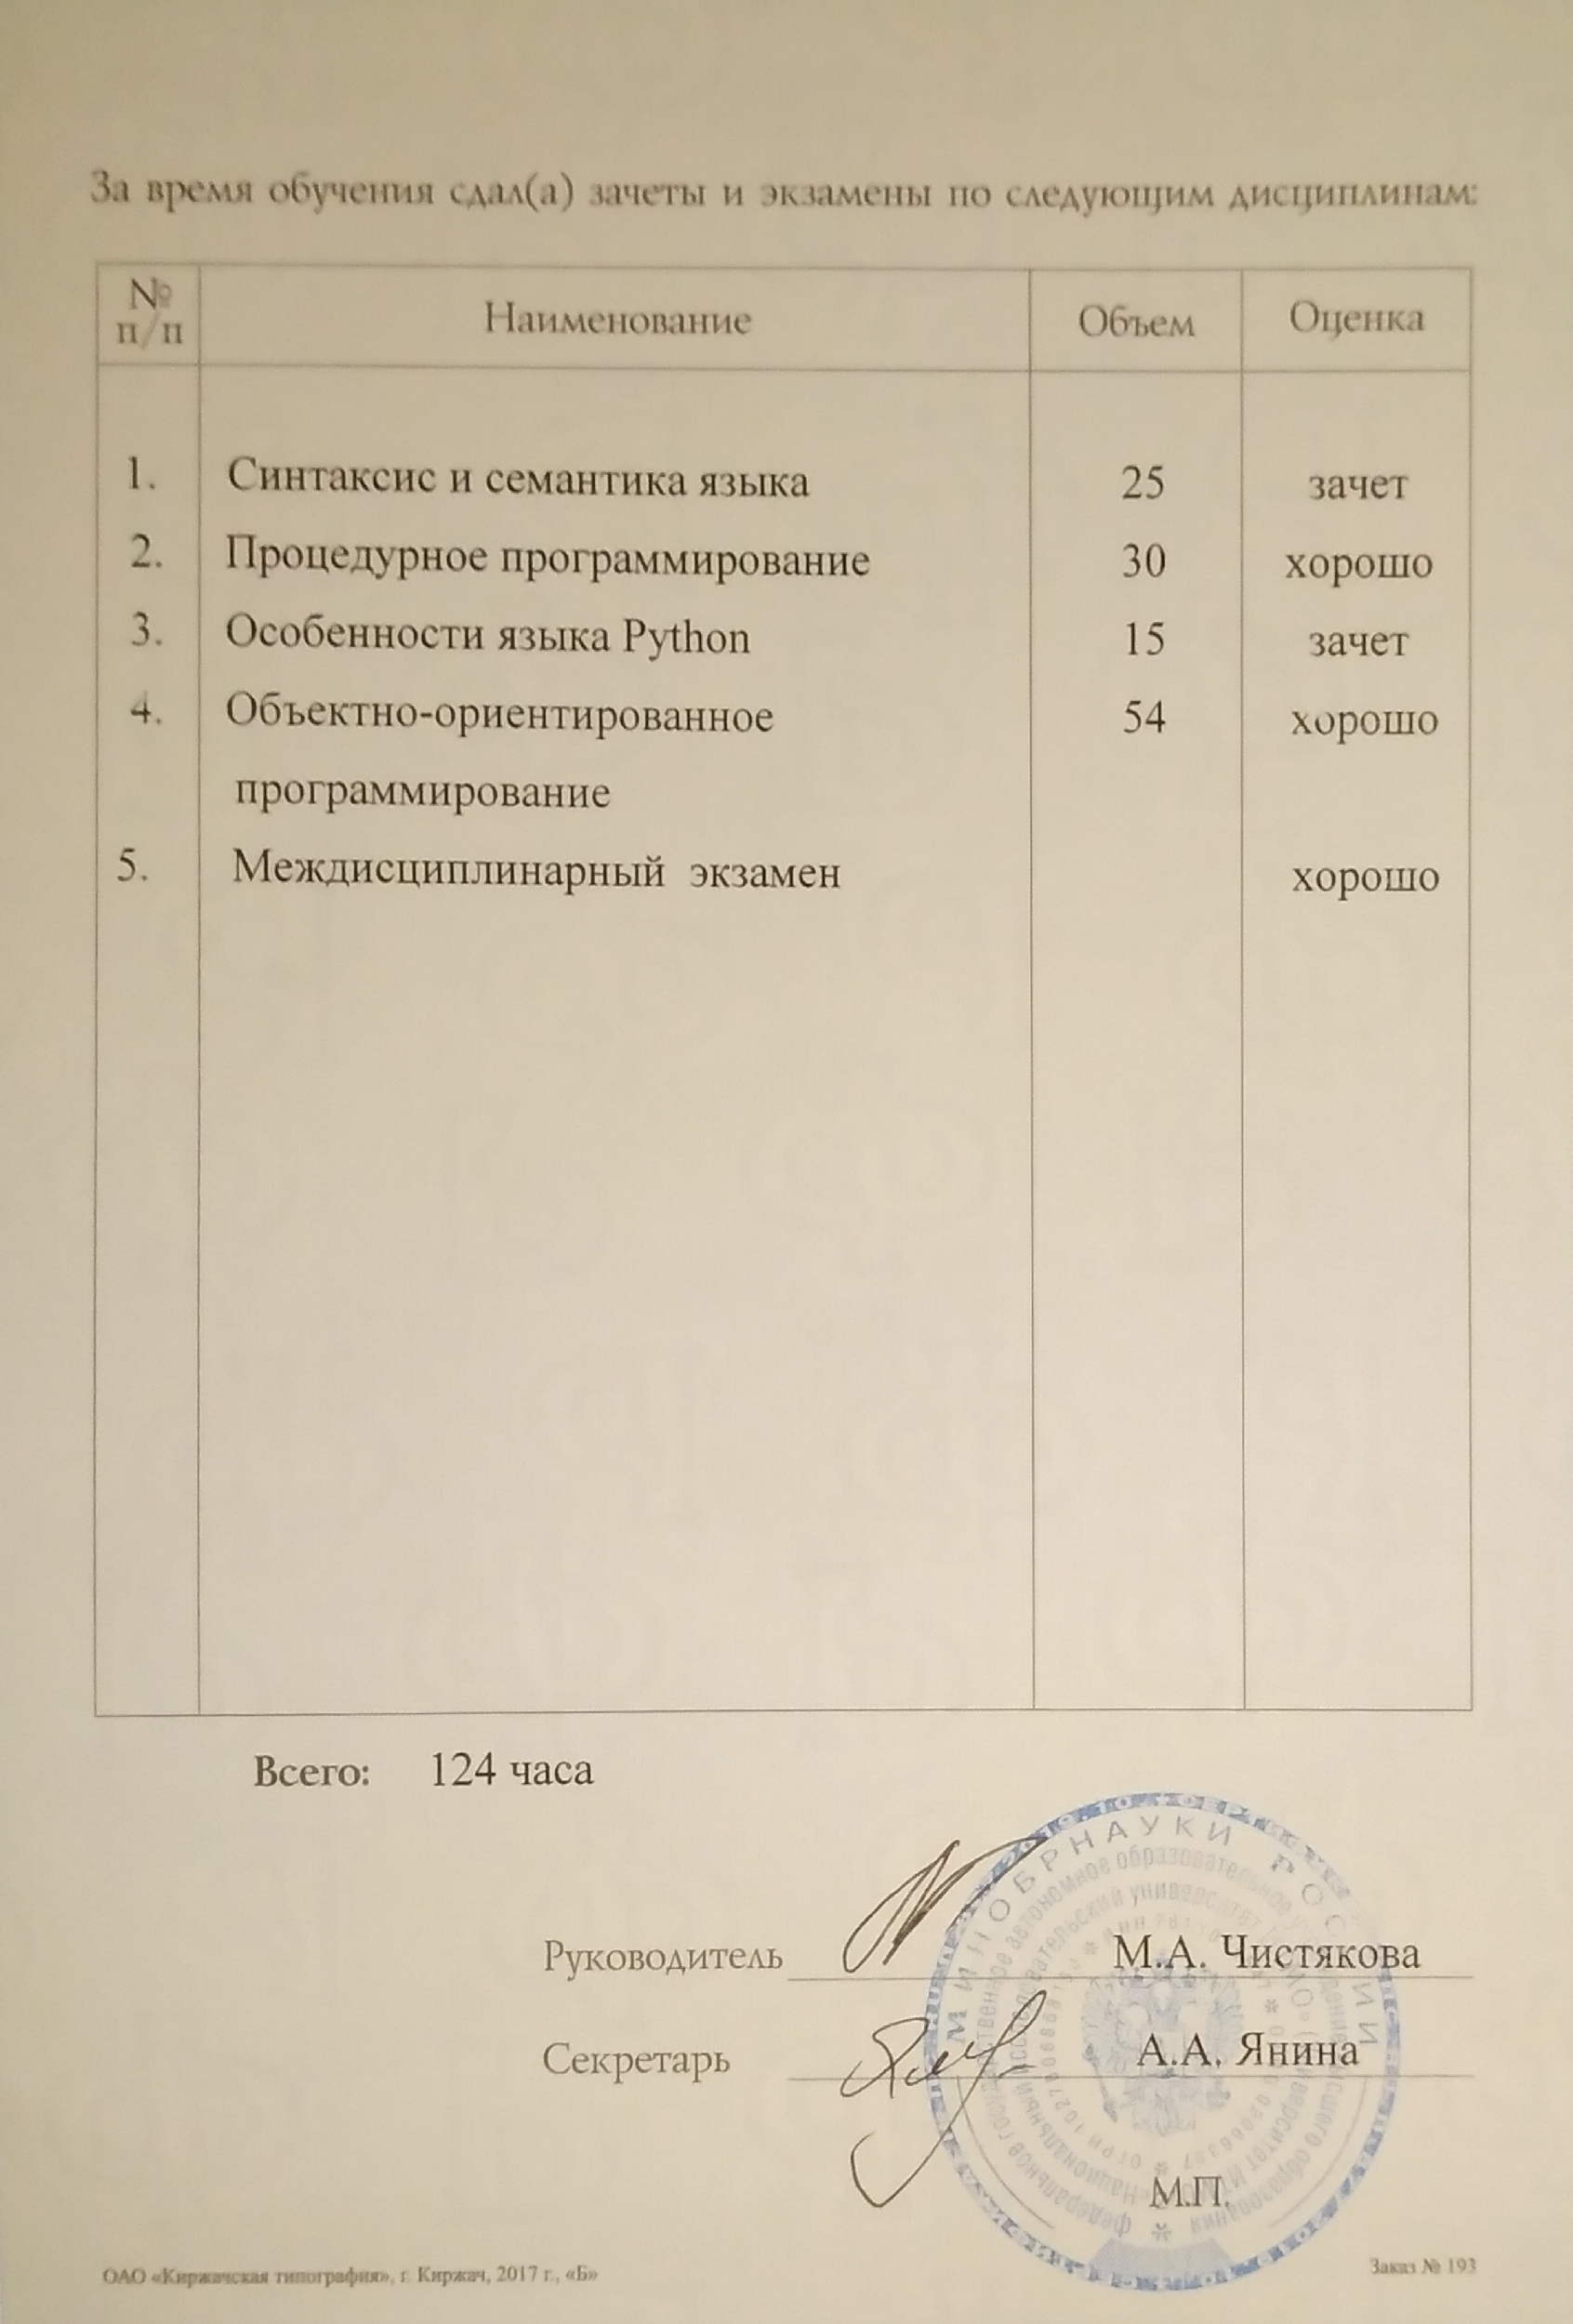 За время обучения сдал(а) зачеты и экзамены по следующим дисциплинам:
№ п/п Наименование Объем Оценка
1. Синтаксис и семантика языка 25 зачет
2. Процедурное программирование 30 хорошо
3. Особенности языка Python 15 зачет
4. Объектно-ориентированное 54 хорошо
программирование
5. Междисциплинарный экзамен хорошо
Всего: 124 часа
МИНОБРНАУКИ РОССИИ
Руководитель М.А. Чистякова
Секретарь А.А. Янина
М.П.
ОАО «Киржачская типография», г. Киржач, 2017 г., «Б» Заказ № 193